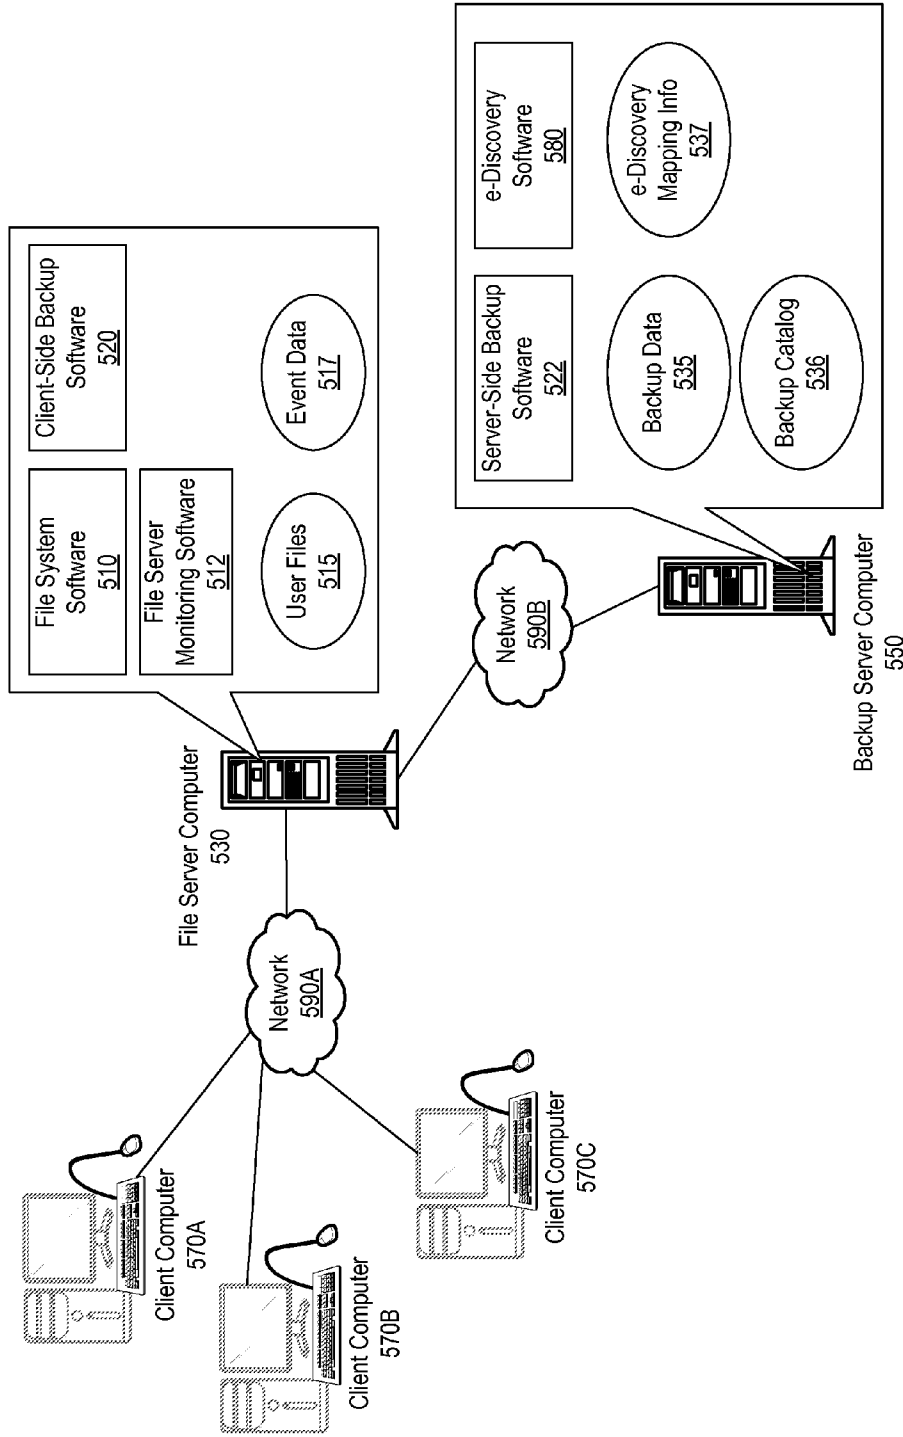 File System
Software
510
Client-Side Backup
Software
520
File Server
Monitoring Software
512
User Files
515
Event Data
517
File Server Computer
530
Client Computer
570A
Client Computer
570B
Client Computer
570C
Network
590A
Network
590B
Server-Side Backup
Software
522
e-Discovery
Software
580
Backup Data
535
e-Discovery
Mapping Info
537
Backup Catalog
536
Backup Server Computer
550